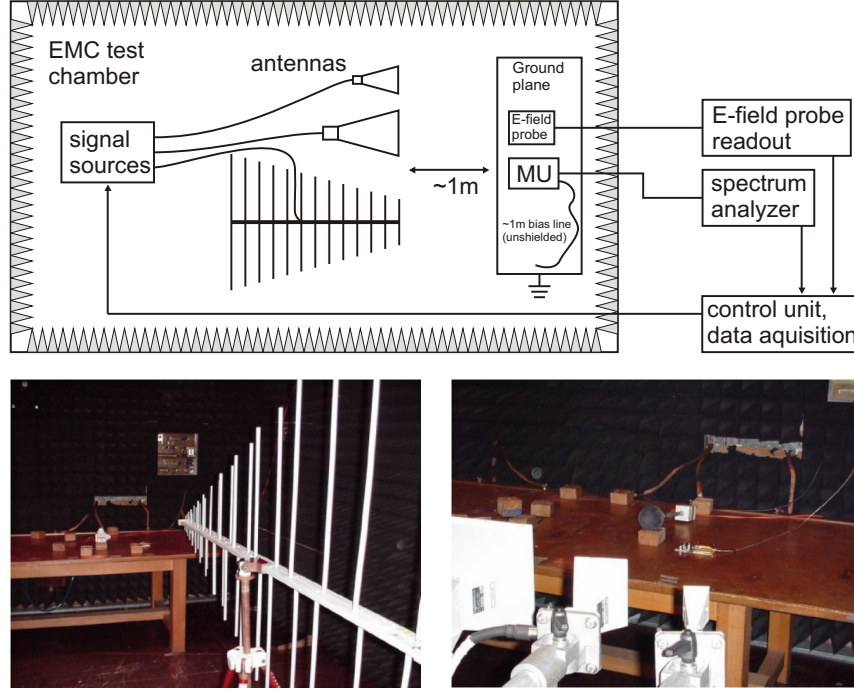 EMC test
chamber
antennas
signal
sources
~1m
Ground
plane
E-field
probe
MU
~1m bias line
(unshielded)
E-field probe
readout
spectrum
analyzer
control unit,
data aquisition